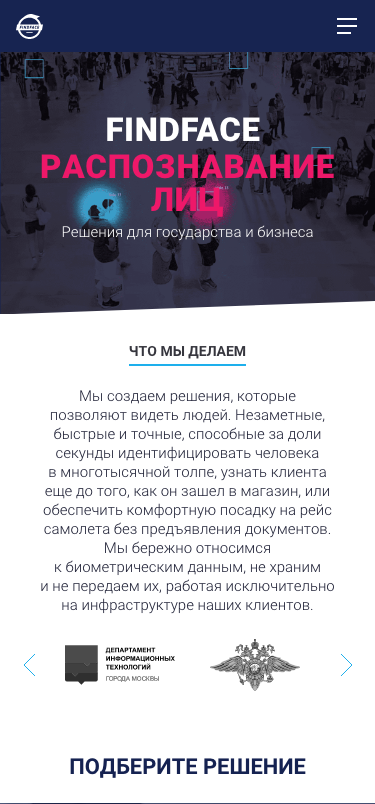 FINDFACE
FINDFACE
РАСПОЗНАВАНИЕ
ЛИЦ
Решения для государства и бизнеса
ЧТО МЫ ДЕЛАЕМ
Мы создаем решения, которые
позволяют видеть людей. Незаметные,
быстрые и точные, способные за доли
секунды идентифицировать человека
в многотысячной толпе, узнать клиента
еще до того, как он зашел в магазин, или
обеспечить комфортную посадку на рейс
самолета без предъявления документов.
Мы бережно относимся
к биометрическим данным, не храним
и не передаем их, работая исключительно
на инфраструктуре наших клиентов.
ДЕПАРТАМЕНТ
ИНФОРМАЦИОННЫХ
ТЕХНОЛОГИЙ
ГОРОДА МОСКВЫ
ПОДБЕРИТЕ РЕШЕНИЕ